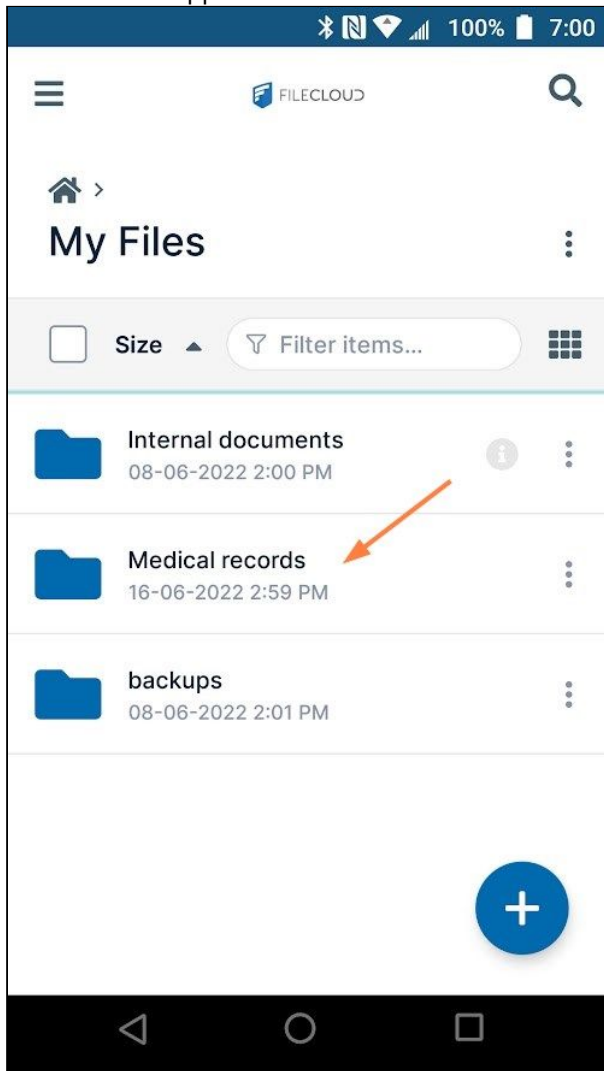 100% 7:00
FILECLOUD
My Files
Size Filter items...
Internal documents
08-06-2022 2:00 PM
Medical records
16-06-2022 2:59 PM
backups
08-06-2022 2:01 PM